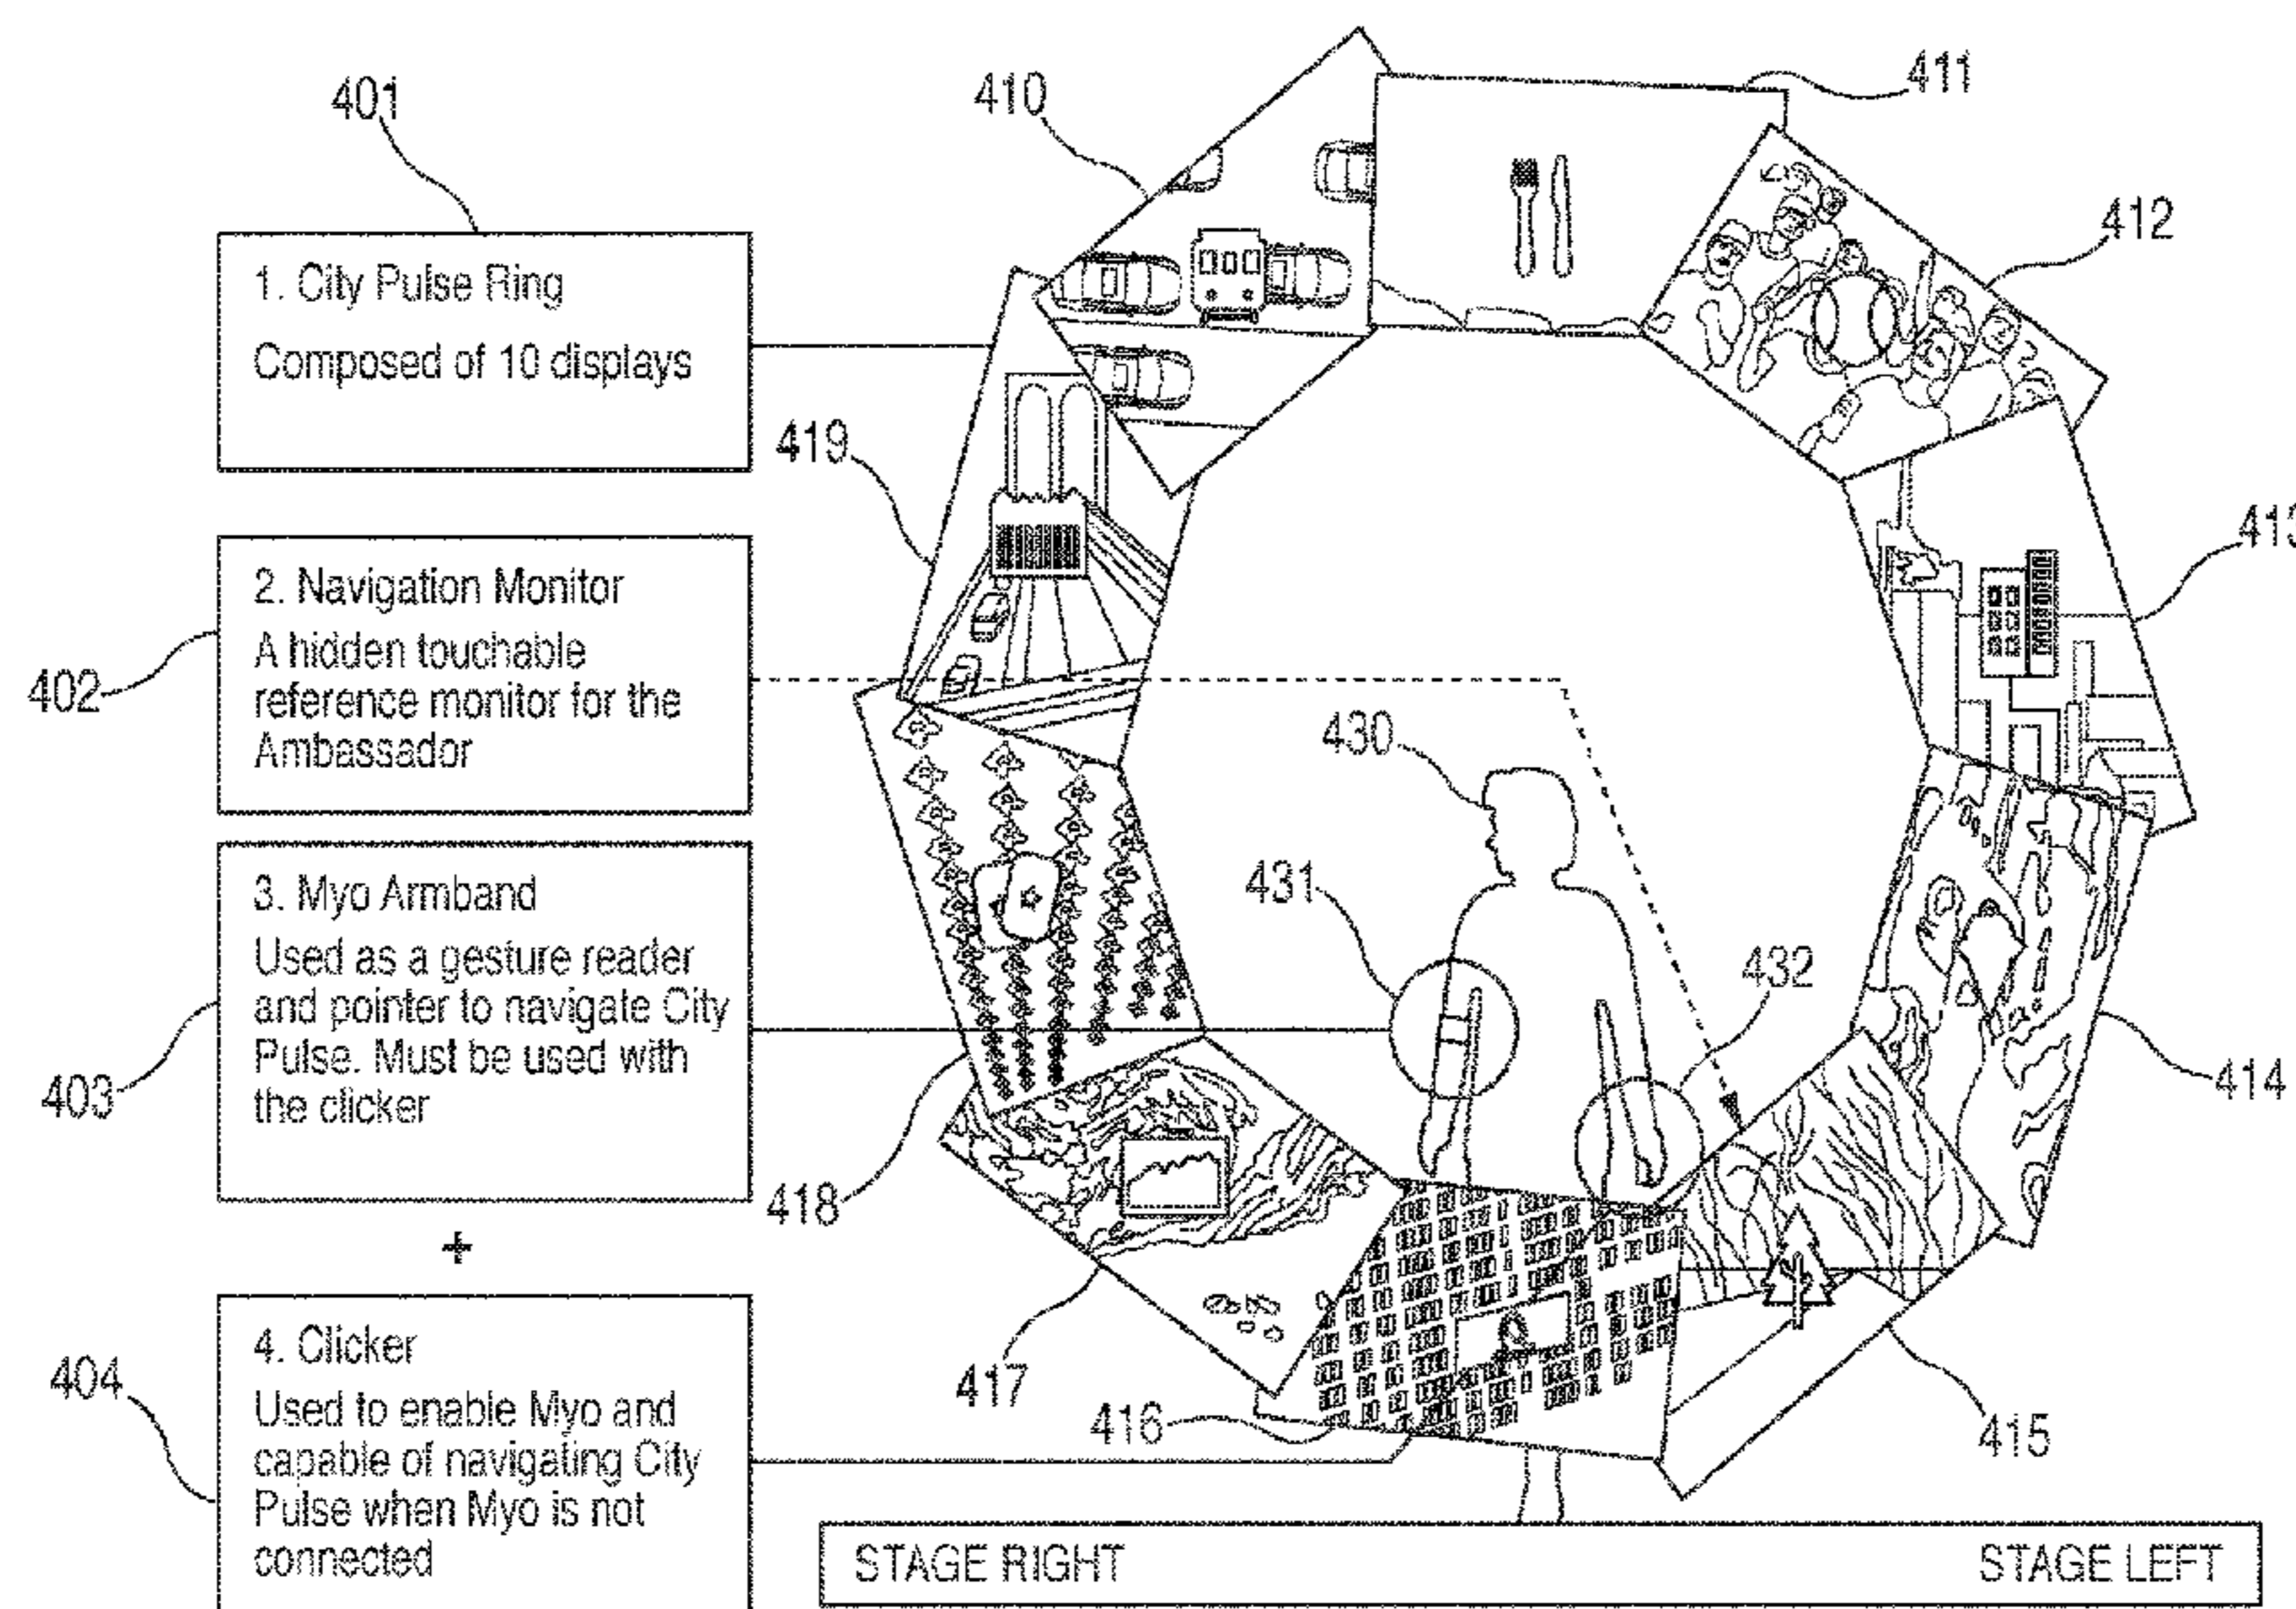 401
1. City Pulse Ring
Composed of 10 displays
402
2. Navigation Monitor
A hidden touchable
reference monitor for the
Ambassador
403
3. Myo Armband
Used as a gesture reader
and pointer to navigate City
Pulse. Must be used with
the clicker
+
404
4. Clicker
Used to enable Myo and
capable of navigating City
Pulse when Myo is not
connected
410
411
412
413
414
415
416
417
418
419
430
431
432
STAGE RIGHT
STAGE LEFT